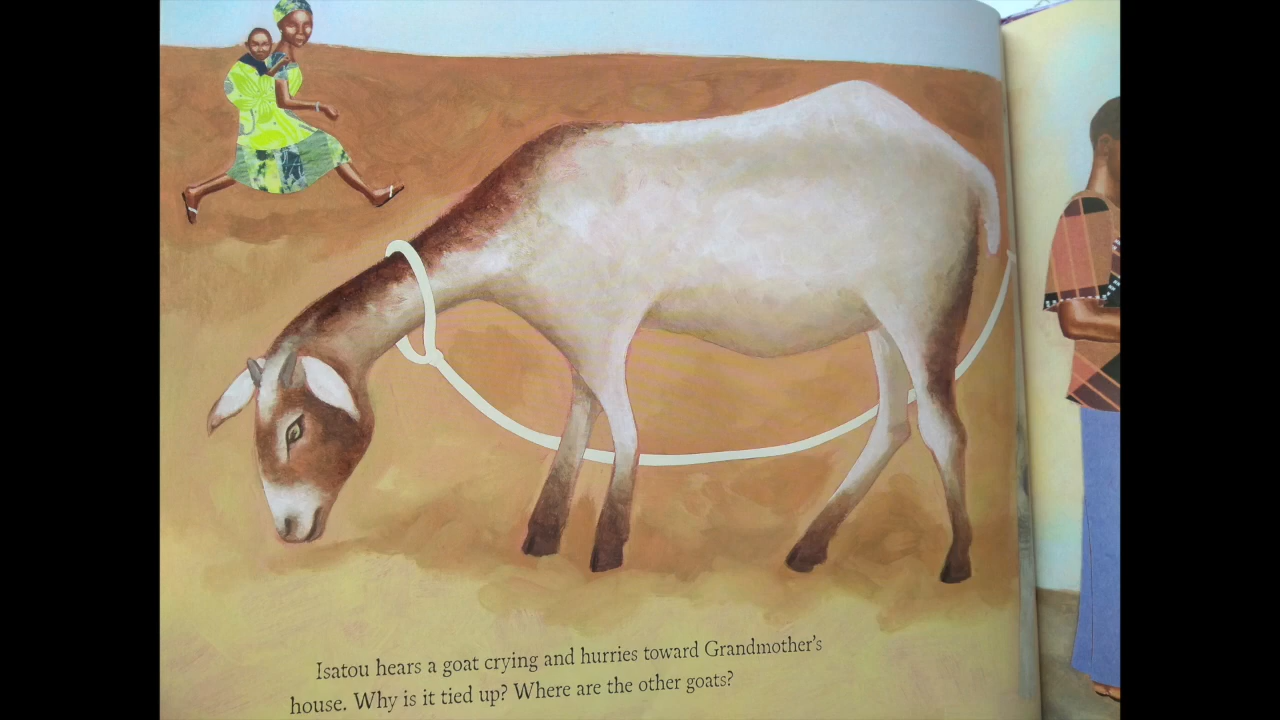 Isatou hears a goat crying and hurries toward Grandmother's
house. Why is it tied up? Where are the other goats?